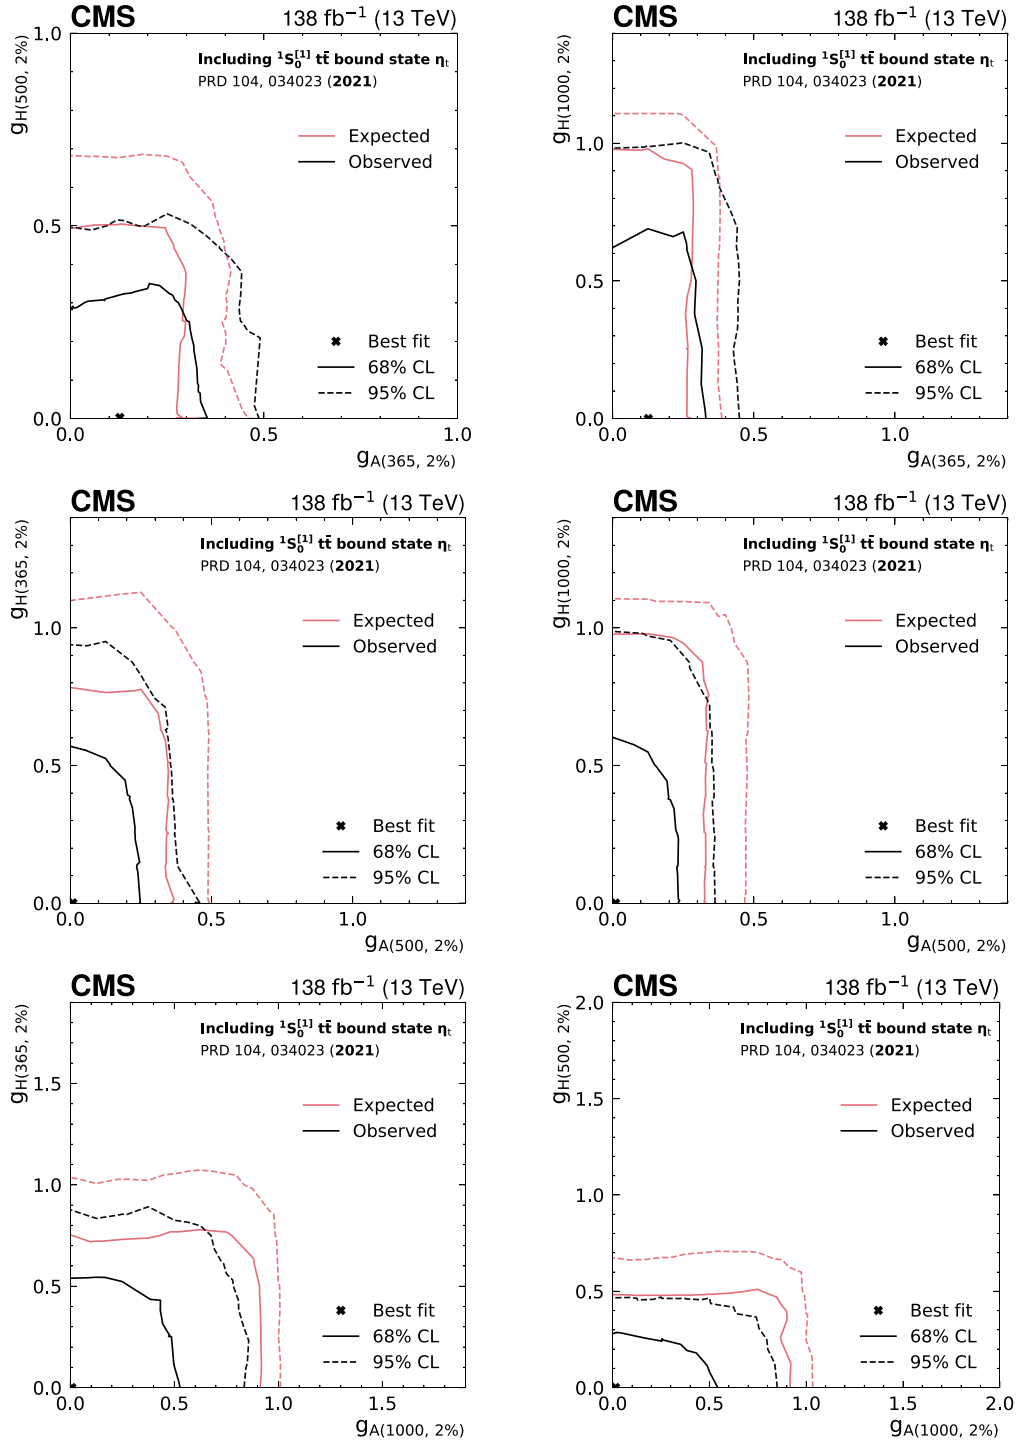 CMS 138 fb⁻¹ (13 TeV)
Including ¹S₀^[1] tt̄ bound state ηₜ
PRD 104, 034023 (2021)
Expected
Observed
Best fit
68% CL
95% CL
g_H(500, 2%)
1.0
0.5
0.0
0.0 0.5 1.0
g_A(365, 2%)
CMS 138 fb⁻¹ (13 TeV)
Including ¹S₀^[1] tt̄ bound state ηₜ
PRD 104, 034023 (2021)
Expected
Observed
Best fit
68% CL
95% CL
g_H(1000, 2%)
1.0
0.5
0.0
0.0 0.5 1.0
g_A(365, 2%)
CMS 138 fb⁻¹ (13 TeV)
Including ¹S₀^[1] tt̄ bound state ηₜ
PRD 104, 034023 (2021)
Expected
Observed
Best fit
68% CL
95% CL
g_H(365, 2%)
1.0
0.5
0.0
0.0 0.5 1.0
g_A(500, 2%)
CMS 138 fb⁻¹ (13 TeV)
Including ¹S₀^[1] tt̄ bound state ηₜ
PRD 104, 034023 (2021)
Expected
Observed
Best fit
68% CL
95% CL
g_H(1000, 2%)
1.0
0.5
0.0
0.0 0.5 1.0
g_A(500, 2%)
CMS 138 fb⁻¹ (13 TeV)
Including ¹S₀^[1] tt̄ bound state ηₜ
PRD 104, 034023 (2021)
Expected
Observed
Best fit
68% CL
95% CL
g_H(365, 2%)
1.5
1.0
0.5
0.0
0.0 0.5 1.0 1.5
g_A(1000, 2%)
CMS 138 fb⁻¹ (13 TeV)
Including ¹S₀^[1] tt̄ bound state ηₜ
PRD 104, 034023 (2021)
Expected
Observed
Best fit
68% CL
95% CL
g_H(500, 2%)
2.0
1.5
1.0
0.5
0.0
0.0 0.5 1.0 1.5 2.0
g_A(1000, 2%)